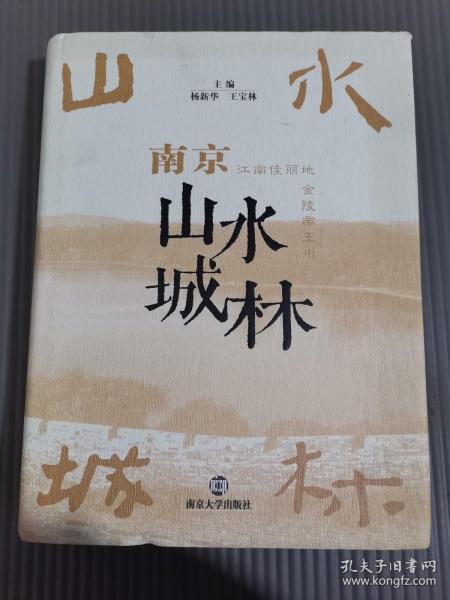 山 水
主编
杨新华 王宝林
南京
江南佳丽地
金陵帝王州
山水
城林
城 林
南京大学出版社
孔夫子旧书网
www.kongfz.com